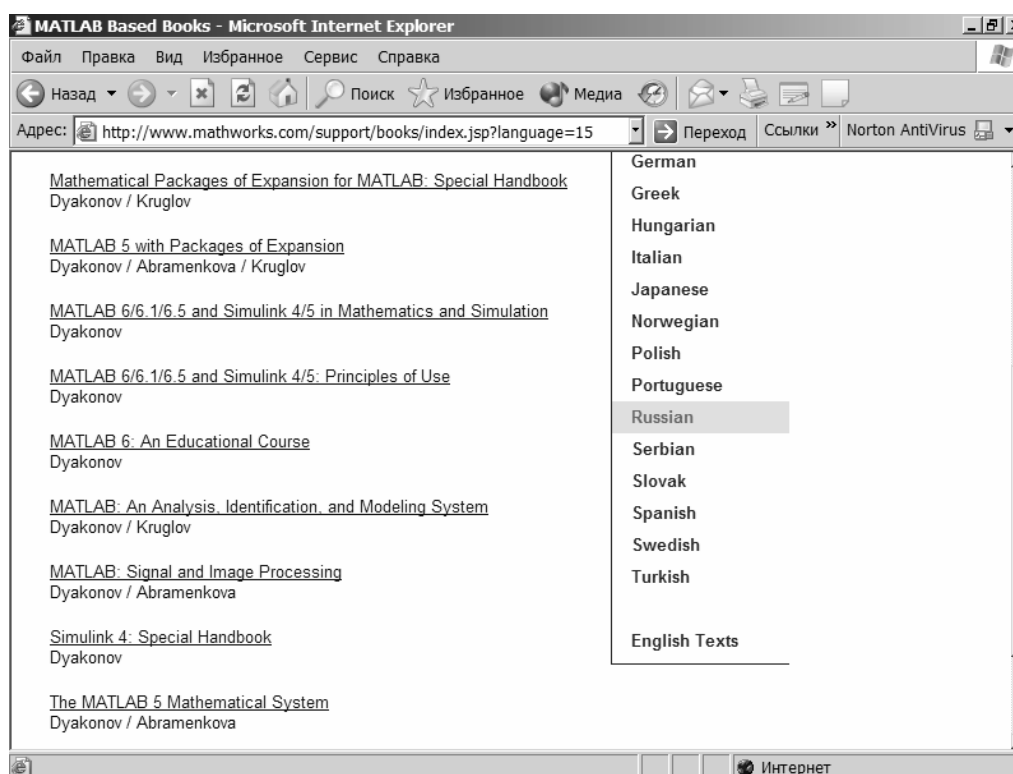 MATLAB Based Books - Microsoft Internet Explorer
Файл Правка Вид Избранное Сервис Справка
Назад Поиск Избранное Медиа
Адрес: http://www.mathworks.com/support/books/index.jsp?language=15 Переход Ссылки » Norton AntiVirus
Mathematical Packages of Expansion for MATLAB: Special Handbook
Dyakonov / Kruglov
MATLAB 5 with Packages of Expansion
Dyakonov / Abramenkova / Kruglov
MATLAB 6/6.1/6.5 and Simulink 4/5 in Mathematics and Simulation
Dyakonov
MATLAB 6/6.1/6.5 and Simulink 4/5: Principles of Use
Dyakonov
MATLAB 6: An Educational Course
Dyakonov
MATLAB: An Analysis, Identification, and Modeling System
Dyakonov / Kruglov
MATLAB: Signal and Image Processing
Dyakonov / Abramenkova
Simulink 4: Special Handbook
Dyakonov
The MATLAB 5 Mathematical System
Dyakonov / Abramenkova
German
Greek
Hungarian
Italian
Japanese
Norwegian
Polish
Portuguese
Russian
Serbian
Slovak
Spanish
Swedish
Turkish
English Texts
Интернет